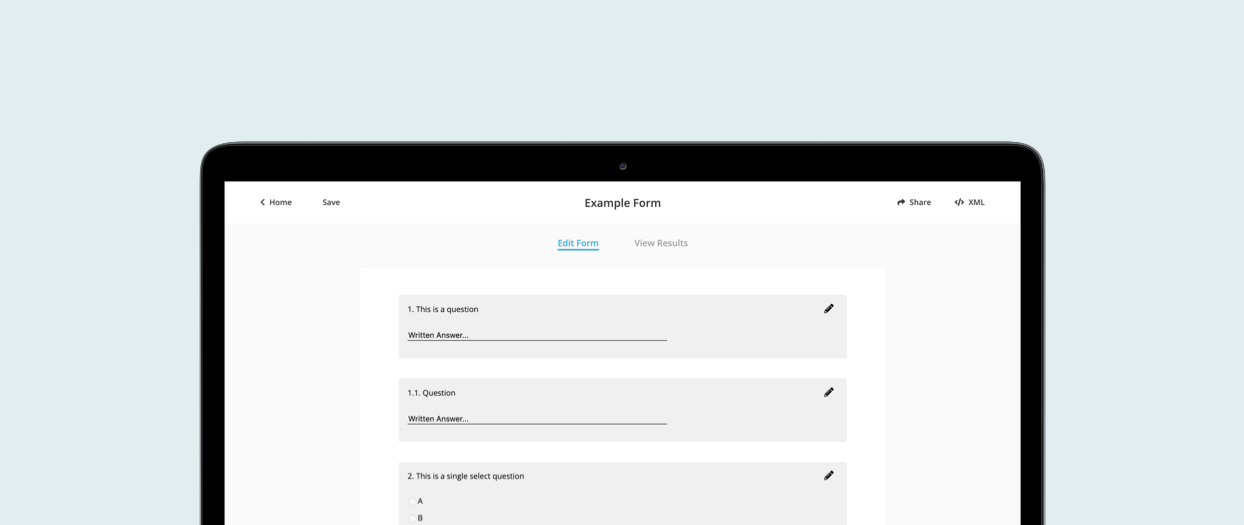 Home
Save
Example Form
Share
</> XML
Edit Form
View Results
1. This is a question
Written Answer...
1.1. Question
Written Answer...
2. This is a single select question
A
B